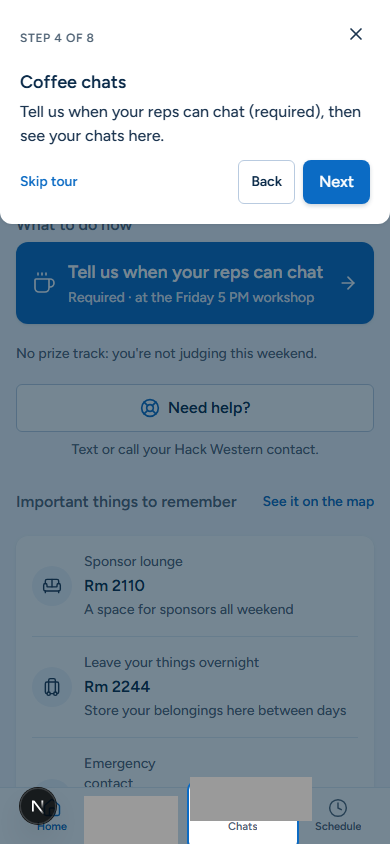 STEP 4 OF 8
Coffee chats
Tell us when your reps can chat (required), then
see your chats here.
Skip tour
Back
Next
What to do now
Tell us when your reps can chat
Required · at the Friday 5 PM workshop
No prize track: you're not judging this weekend.
Need help?
Text or call your Hack Western contact.
Important things to remember
See it on the map
Sponsor lounge
Rm 2110
A space for sponsors all weekend
Leave your things overnight
Rm 2244
Store your belongings here between days
Emergency
contact
N
Home
Chats
Schedule